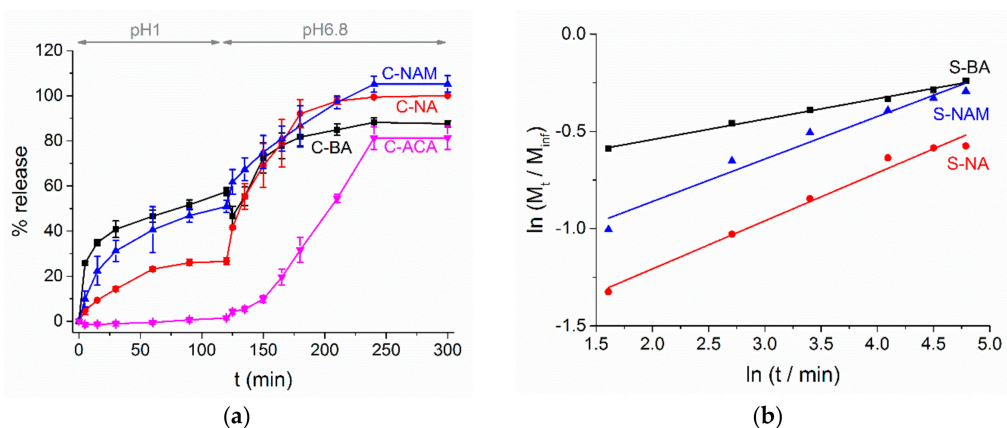 pH1 pH6.8
120
100
80
60
40
20
0
% release
C-NAM
C-NA
C-BA
C-ACA
0 50 100 150 200 250 300
t (min)
(a)
0.0
-0.5
-1.0
-1.5
ln (Mt / Minf)
S-BA
S-NAM
S-NA
1.5 2.0 2.5 3.0 3.5 4.0 4.5 5.0
ln (t / min)
(b)